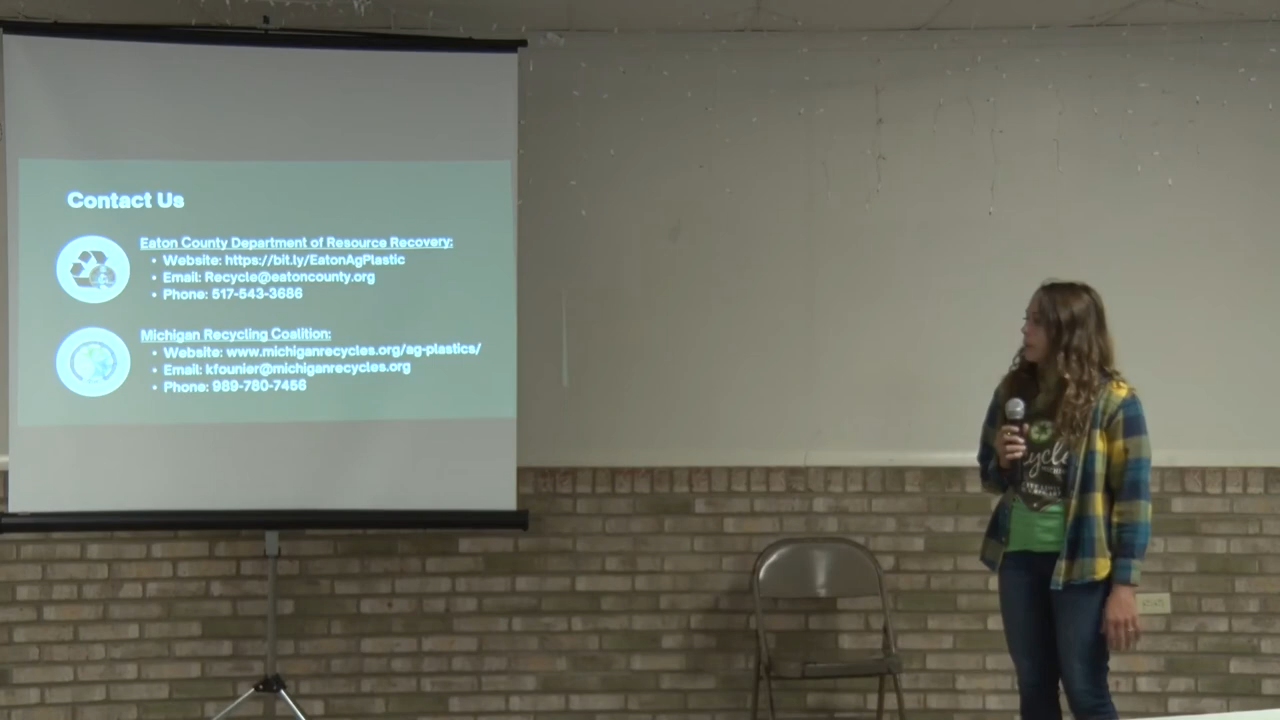 Contact Us
Eaton County Department of Resource Recovery:
• Website: https://bit.ly/EatonAgPlastic
• Email: Recycle@eatoncounty.org
• Phone: 517-543-3686
Michigan Recycling Coalition:
• Website: www.michiganrecycles.org/ag-plastics/
• Email: kfounier@michiganrecycles.org
• Phone: 989-780-7456